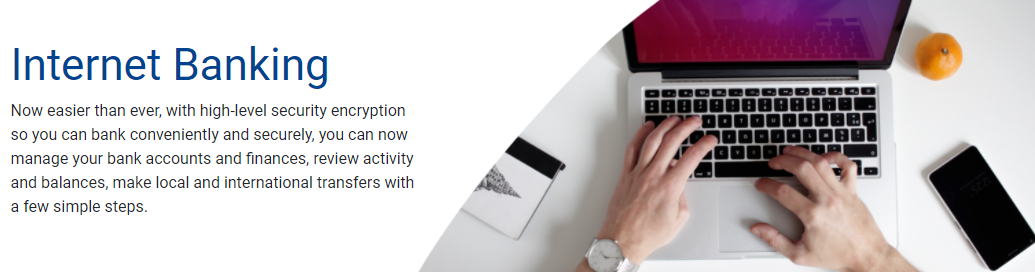 Internet Banking
Now easier than ever, with high-level security encryption
so you can bank conveniently and securely, you can now
manage your bank accounts and finances, review activity
and balances, make local and international transfers with
a few simple steps.